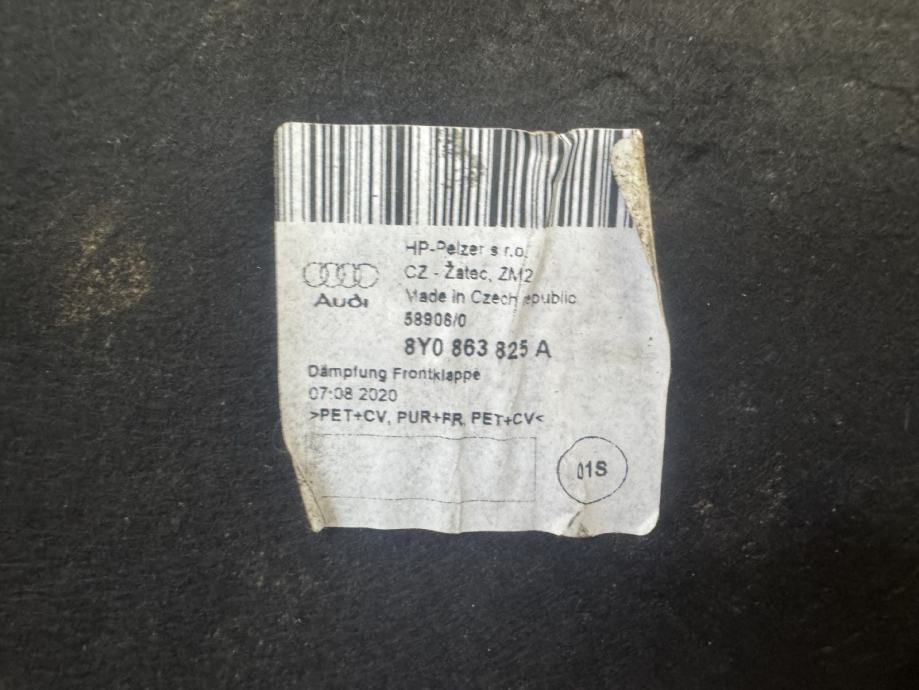 HP-Pelzer s.r.o.
CZ - Žatec, ZM2
Made in Czech Republic
58906/0
8Y0 863 825 A
Audi
Dämpfung Frontklappe
07:08 2020
>PET+CV, PUR+FR, PET+CV<
01S